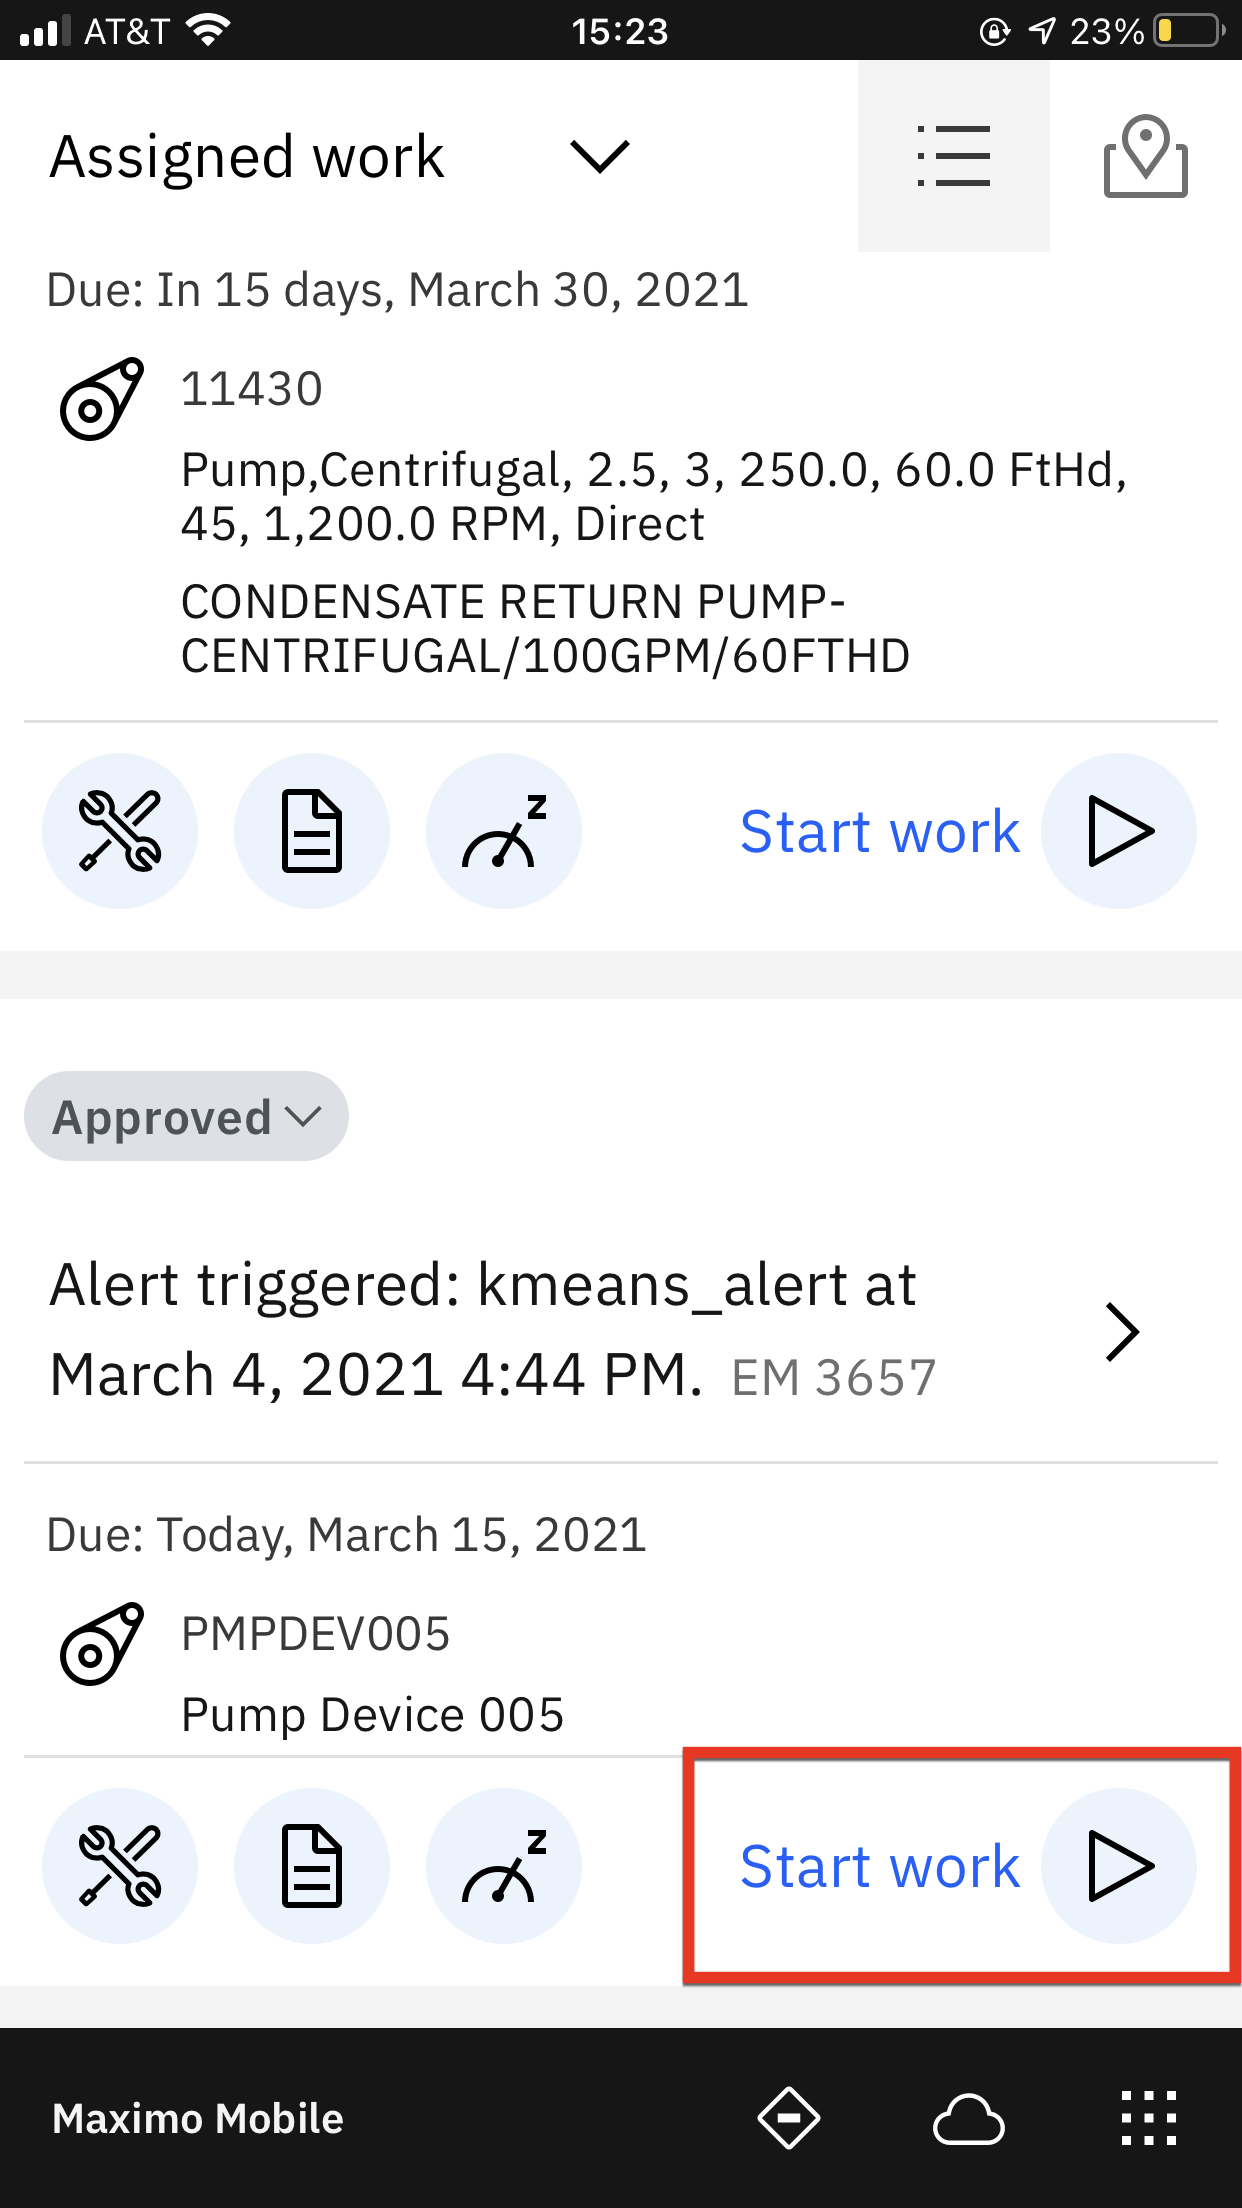 AT&T 15:23 23%
Assigned work
Due: In 15 days, March 30, 2021
11430
Pump,Centrifugal, 2.5, 3, 250.0, 60.0 FtHd,
45, 1,200.0 RPM, Direct
CONDENSATE RETURN PUMP-
CENTRIFUGAL/100GPM/60FTHD
Start work
Approved
Alert triggered: kmeans_alert at
March 4, 2021 4:44 PM. EM 3657
Due: Today, March 15, 2021
PMPDEV005
Pump Device 005
Start work
Maximo Mobile